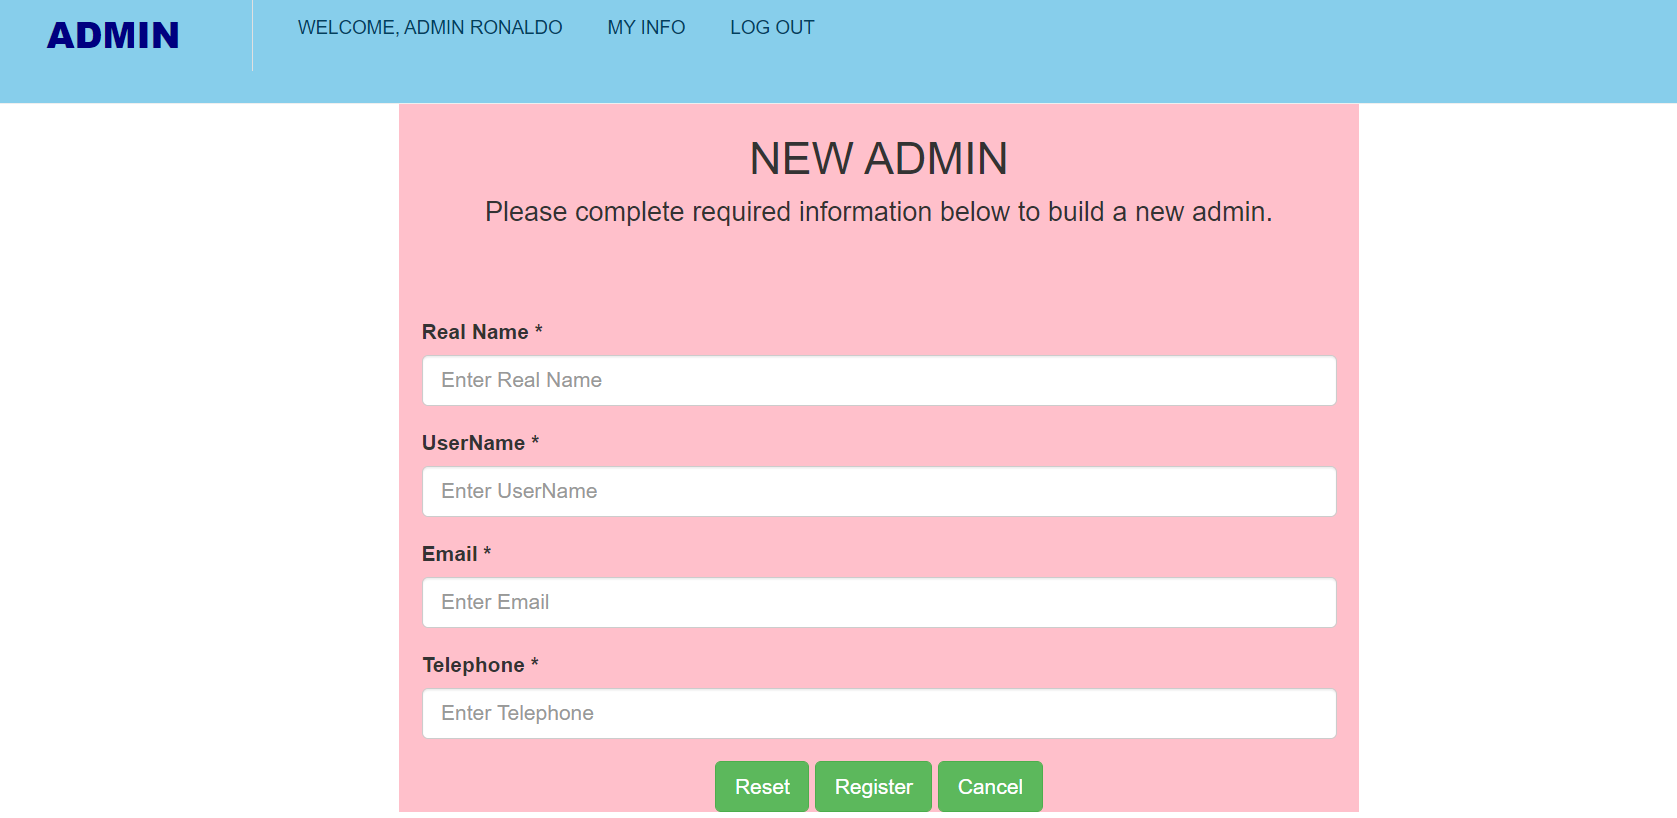 ADMIN
WELCOME, ADMIN RONALDO MY INFO LOG OUT
NEW ADMIN
Please complete required information below to build a new admin.
Real Name *
Enter Real Name
UserName *
Enter UserName
Email *
Enter Email
Telephone *
Enter Telephone
Reset Register Cancel